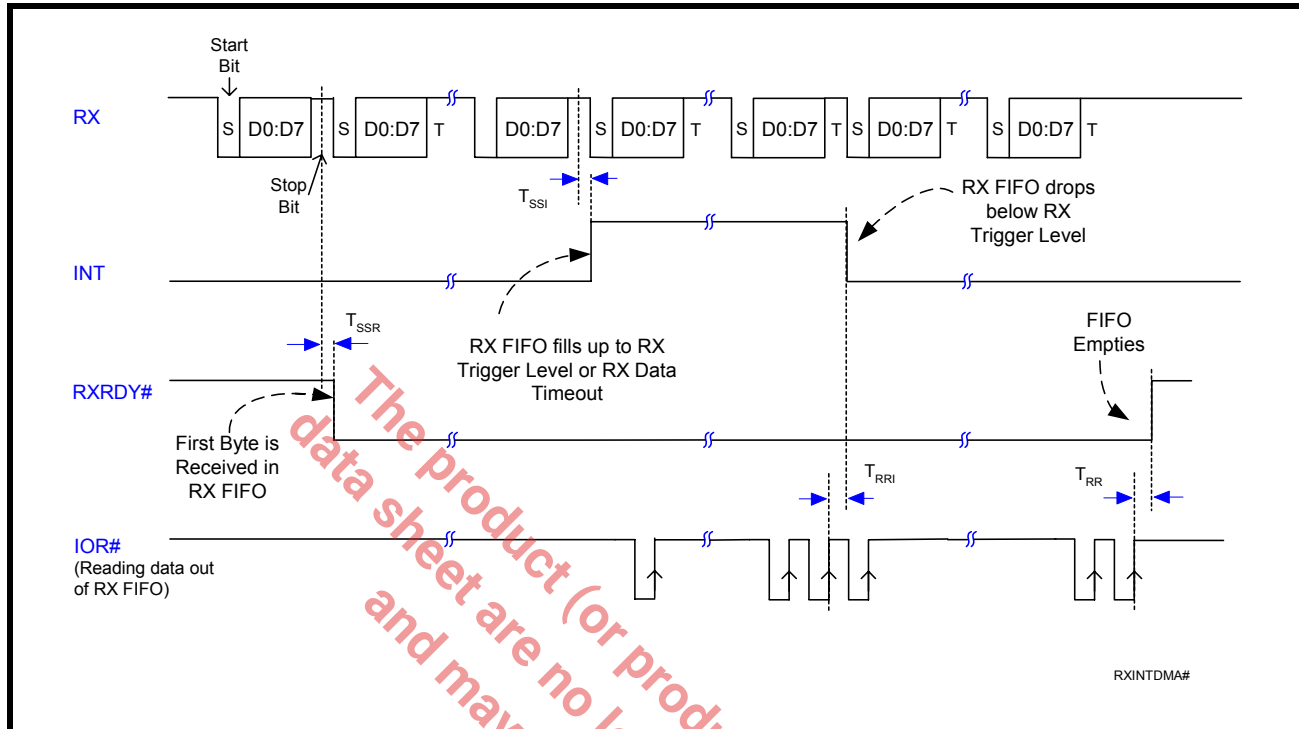 Start
Bit
RX
S D0:D7 S D0:D7 T D0:D7 S D0:D7 T S D0:D7 T S D0:D7 T S D0:D7 T
Stop
Bit
TSSI
RX FIFO drops
below RX
Trigger Level
INT
TSSR
RX FIFO fills up to RX
Trigger Level or RX Data
Timeout
FIFO
Empties
RXRDY#
First Byte is
Received in
RX FIFO
TRRI
TRR
IOR#
(Reading data out
of RX FIFO)
RXINTDMA#
The product (or produ
data sheet are no l
and may